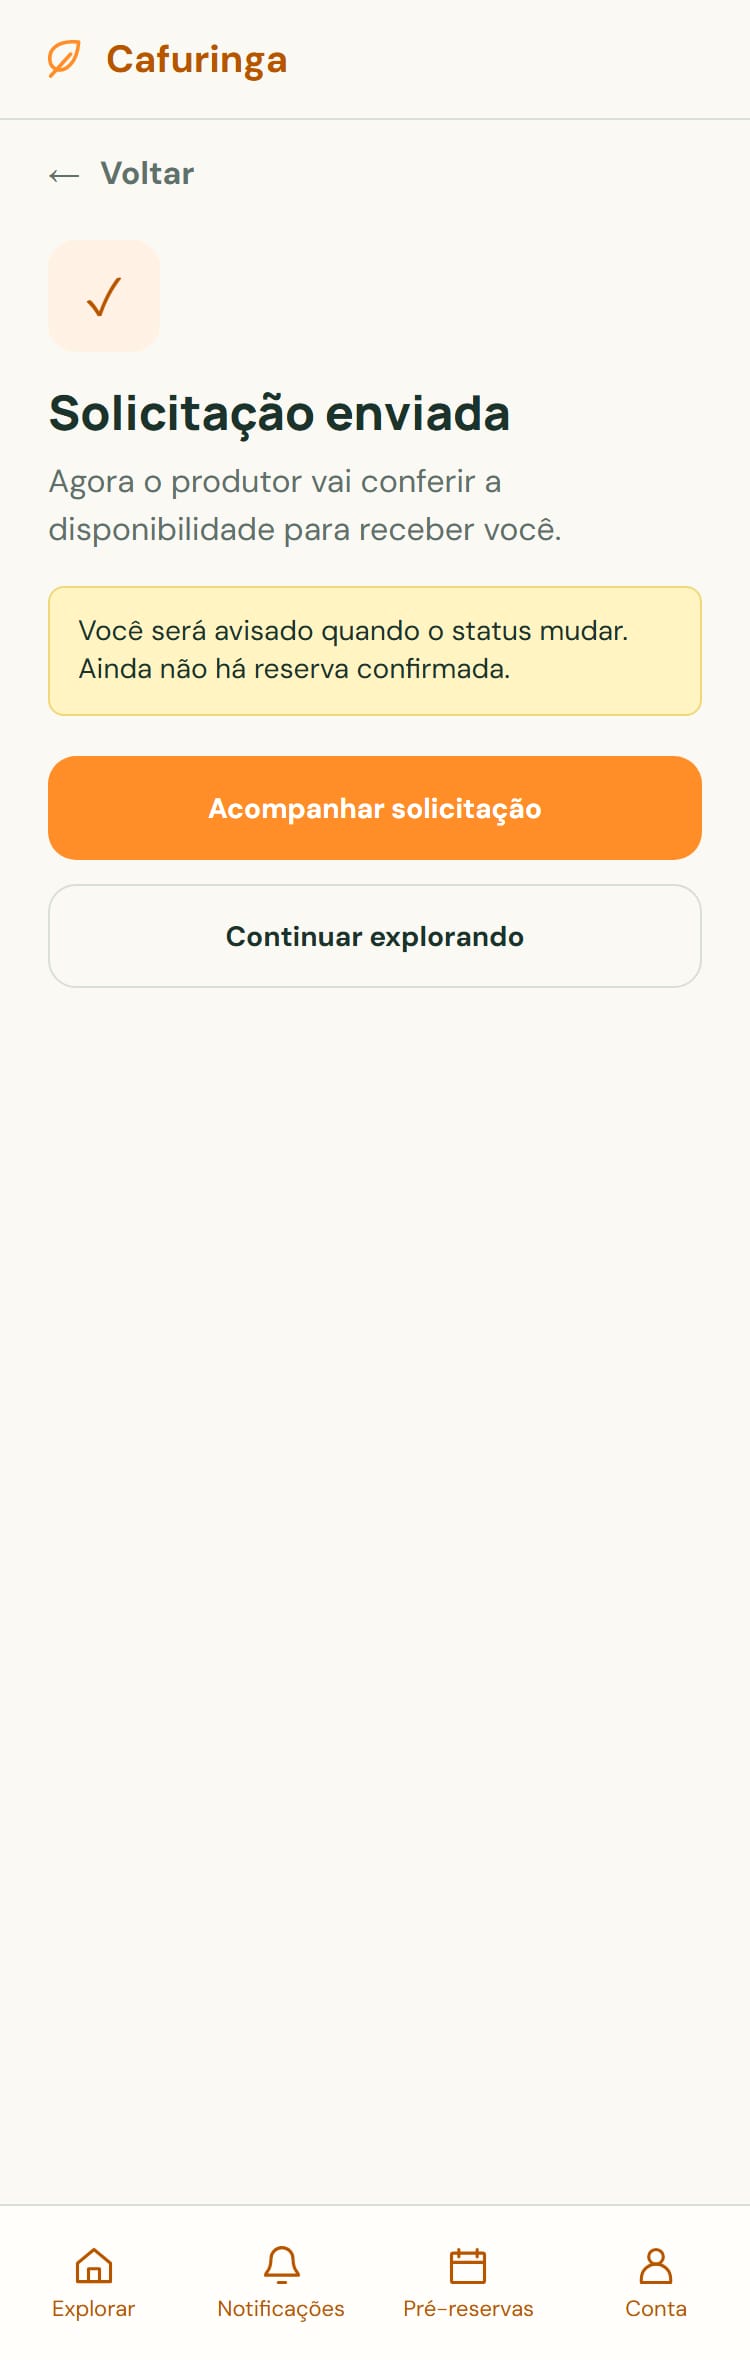 Cafuringa
← Voltar
✓
Solicitação enviada
Agora o produtor vai conferir a
disponibilidade para receber você.
Você será avisado quando o status mudar.
Ainda não há reserva confirmada.
Acompanhar solicitação
Continuar explorando
Explorar
Notificações
Pré-reservas
Conta